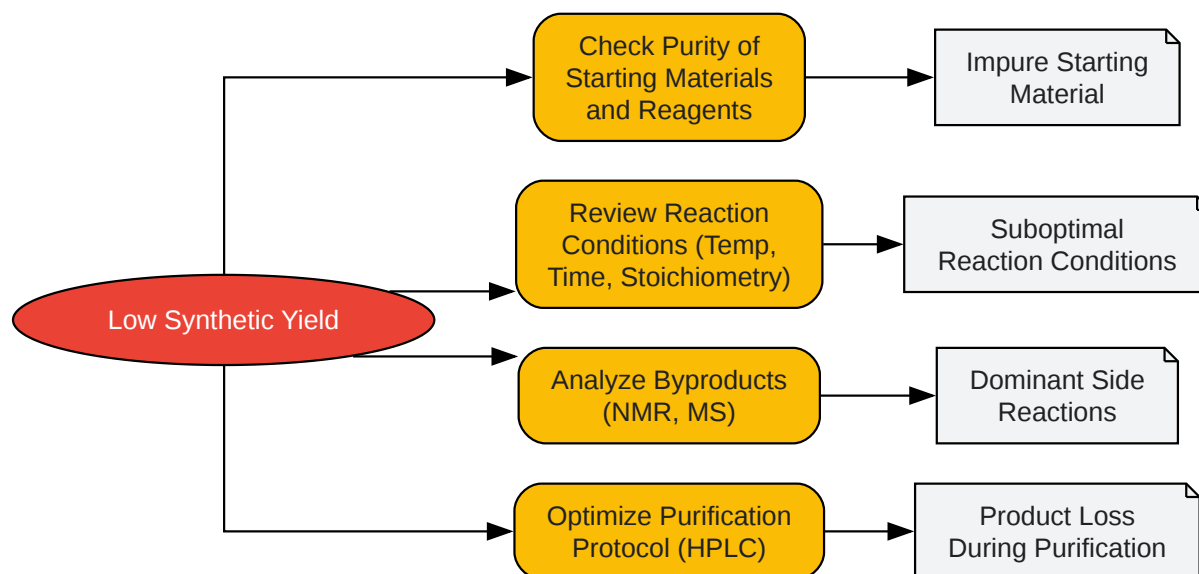 Check Purity of
Starting Materials
and Reagents
Impure Starting
Material
Review Reaction
Conditions (Temp,
Time, Stoichiometry)
Suboptimal
Reaction Conditions
Low Synthetic Yield
Analyze Byproducts
(NMR, MS)
Dominant Side
Reactions
Optimize Purification
Protocol (HPLC)
Product Loss
During Purification